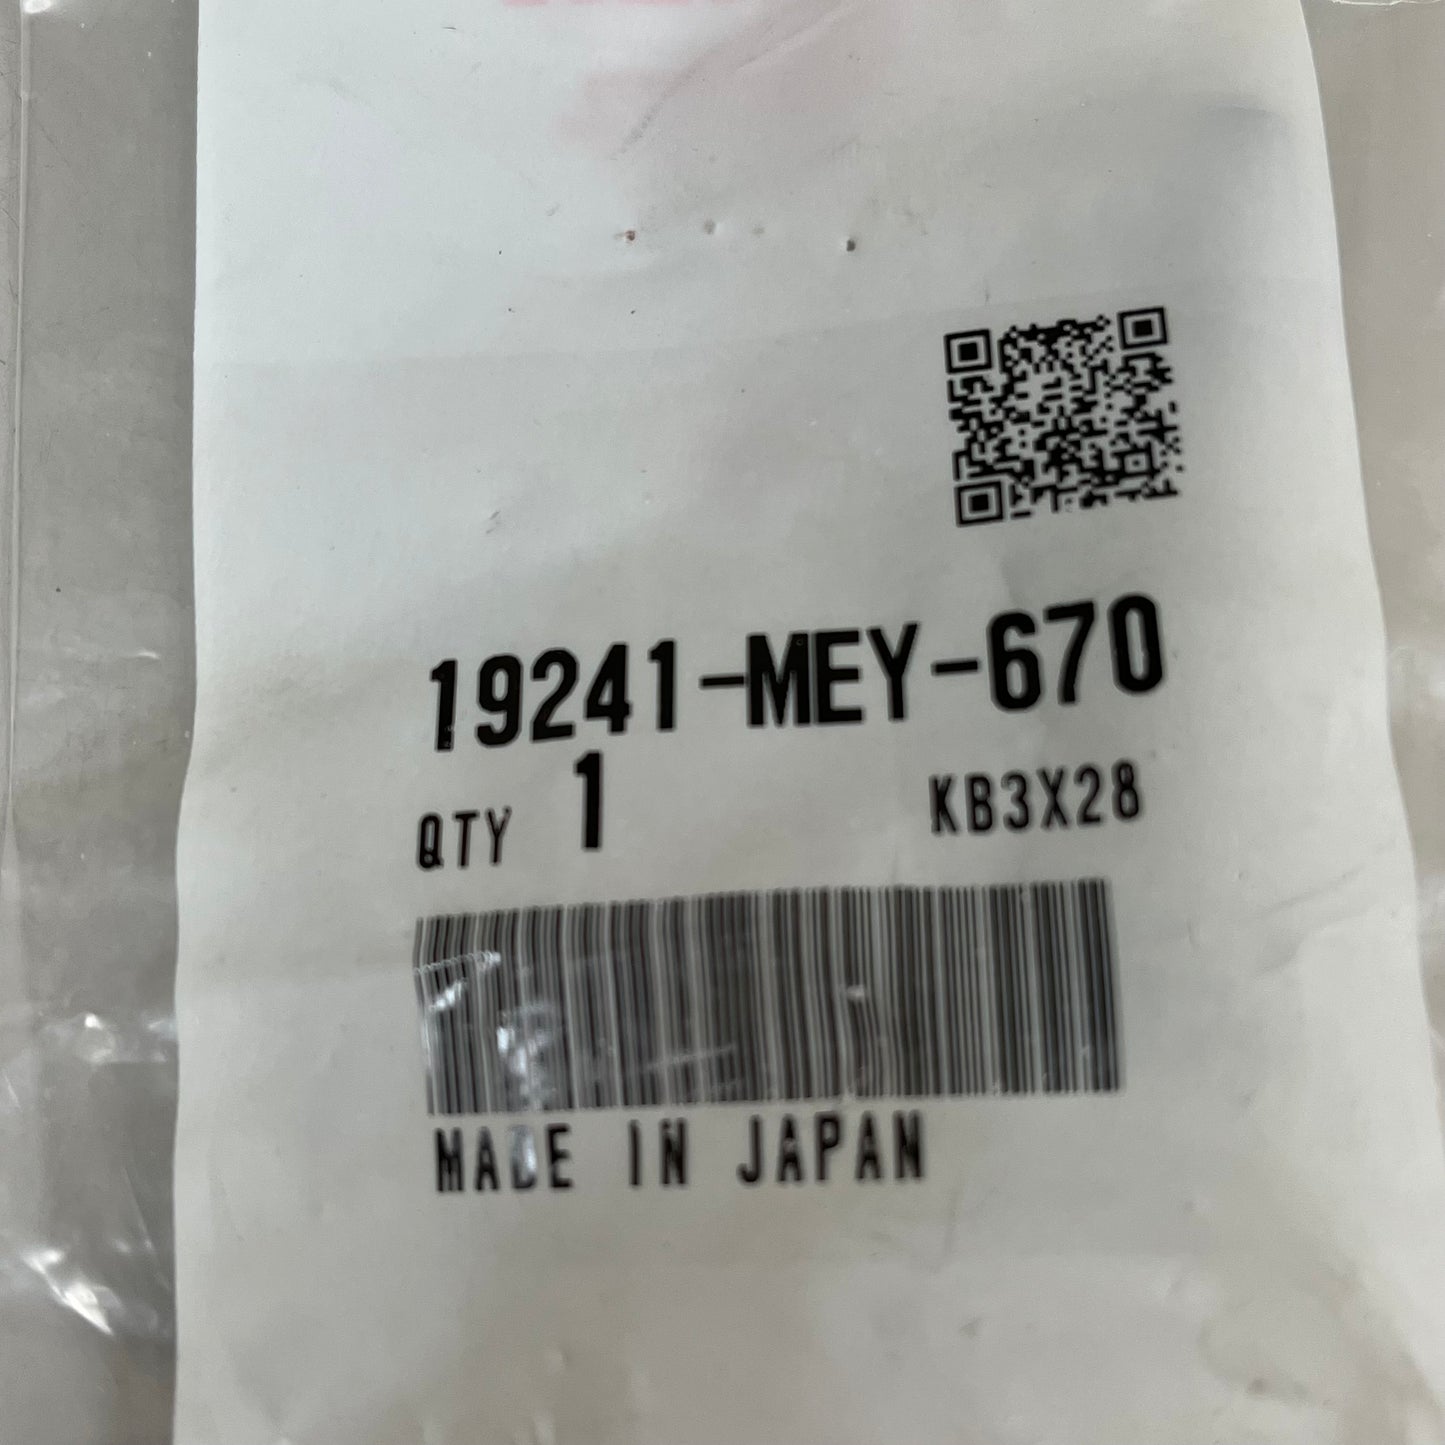 19241-MEY-670
QTY 1 KB3X28
MADE IN JAPAN